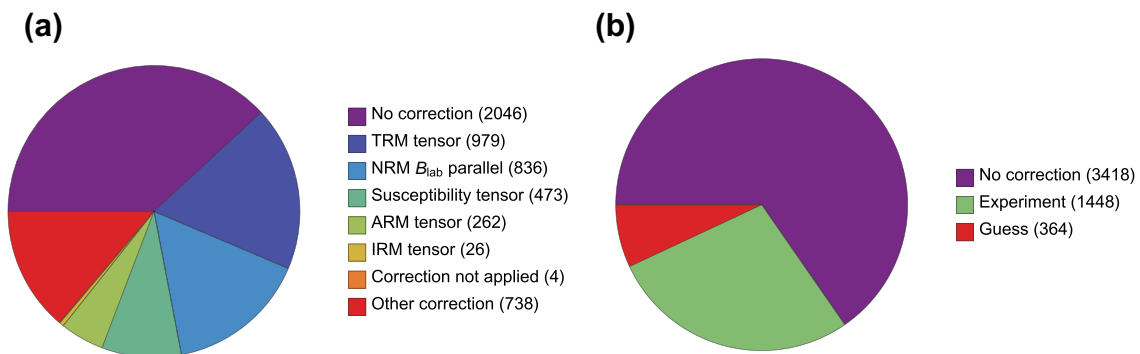 (a)
No correction (2046)
TRM tensor (979)
NRM Blab parallel (836)
Susceptibility tensor (473)
ARM tensor (262)
IRM tensor (26)
Correction not applied (4)
Other correction (738)
(b)
No correction (3418)
Experiment (1448)
Guess (364)